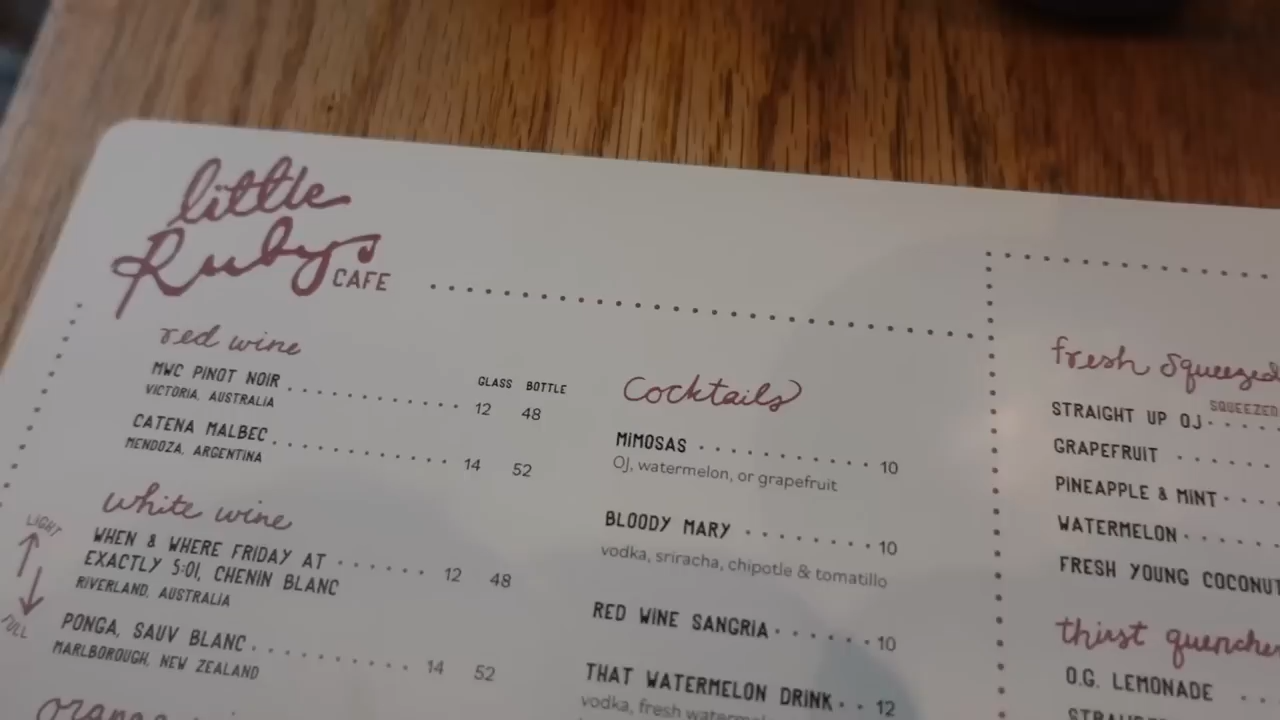 little
Rubys
CAFE
red wine
GLASS BOTTLE
MWC PINOT NOIR 12 48
VICTORIA, AUSTRALIA
CATENA MALBEC 14 52
MENDOZA, ARGENTINA
white wine
LIGHT
FULL
WHEN & WHERE FRIDAY AT 12 48
EXACTLY 5:01, CHENIN BLANC
RIVERLAND, AUSTRALIA
PONGA, SAUV BLANC 14 52
MARLBOROUGH, NEW ZEALAND
Cocktails
MIMOSAS 10
OJ, watermelon, or grapefruit
BLOODY MARY 10
vodka, sriracha, chipotle & tomatillo
RED WINE SANGRIA 10
THAT WATERMELON DRINK 12
vodka, fresh
fresh squeezed
SQUEEZED
STRAIGHT UP OJ
GRAPEFRUIT
PINEAPPLE & MINT
WATERMELON
FRESH YOUNG COCONUT
thirst
O.G. LEMONADE